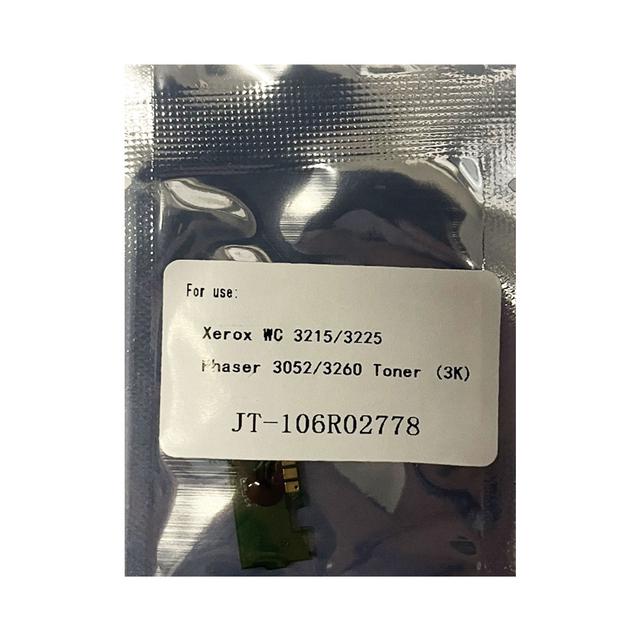 For use:
Xerox WC 3215/3225
Phaser 3052/3260 Toner (3K)
JT-106R02778